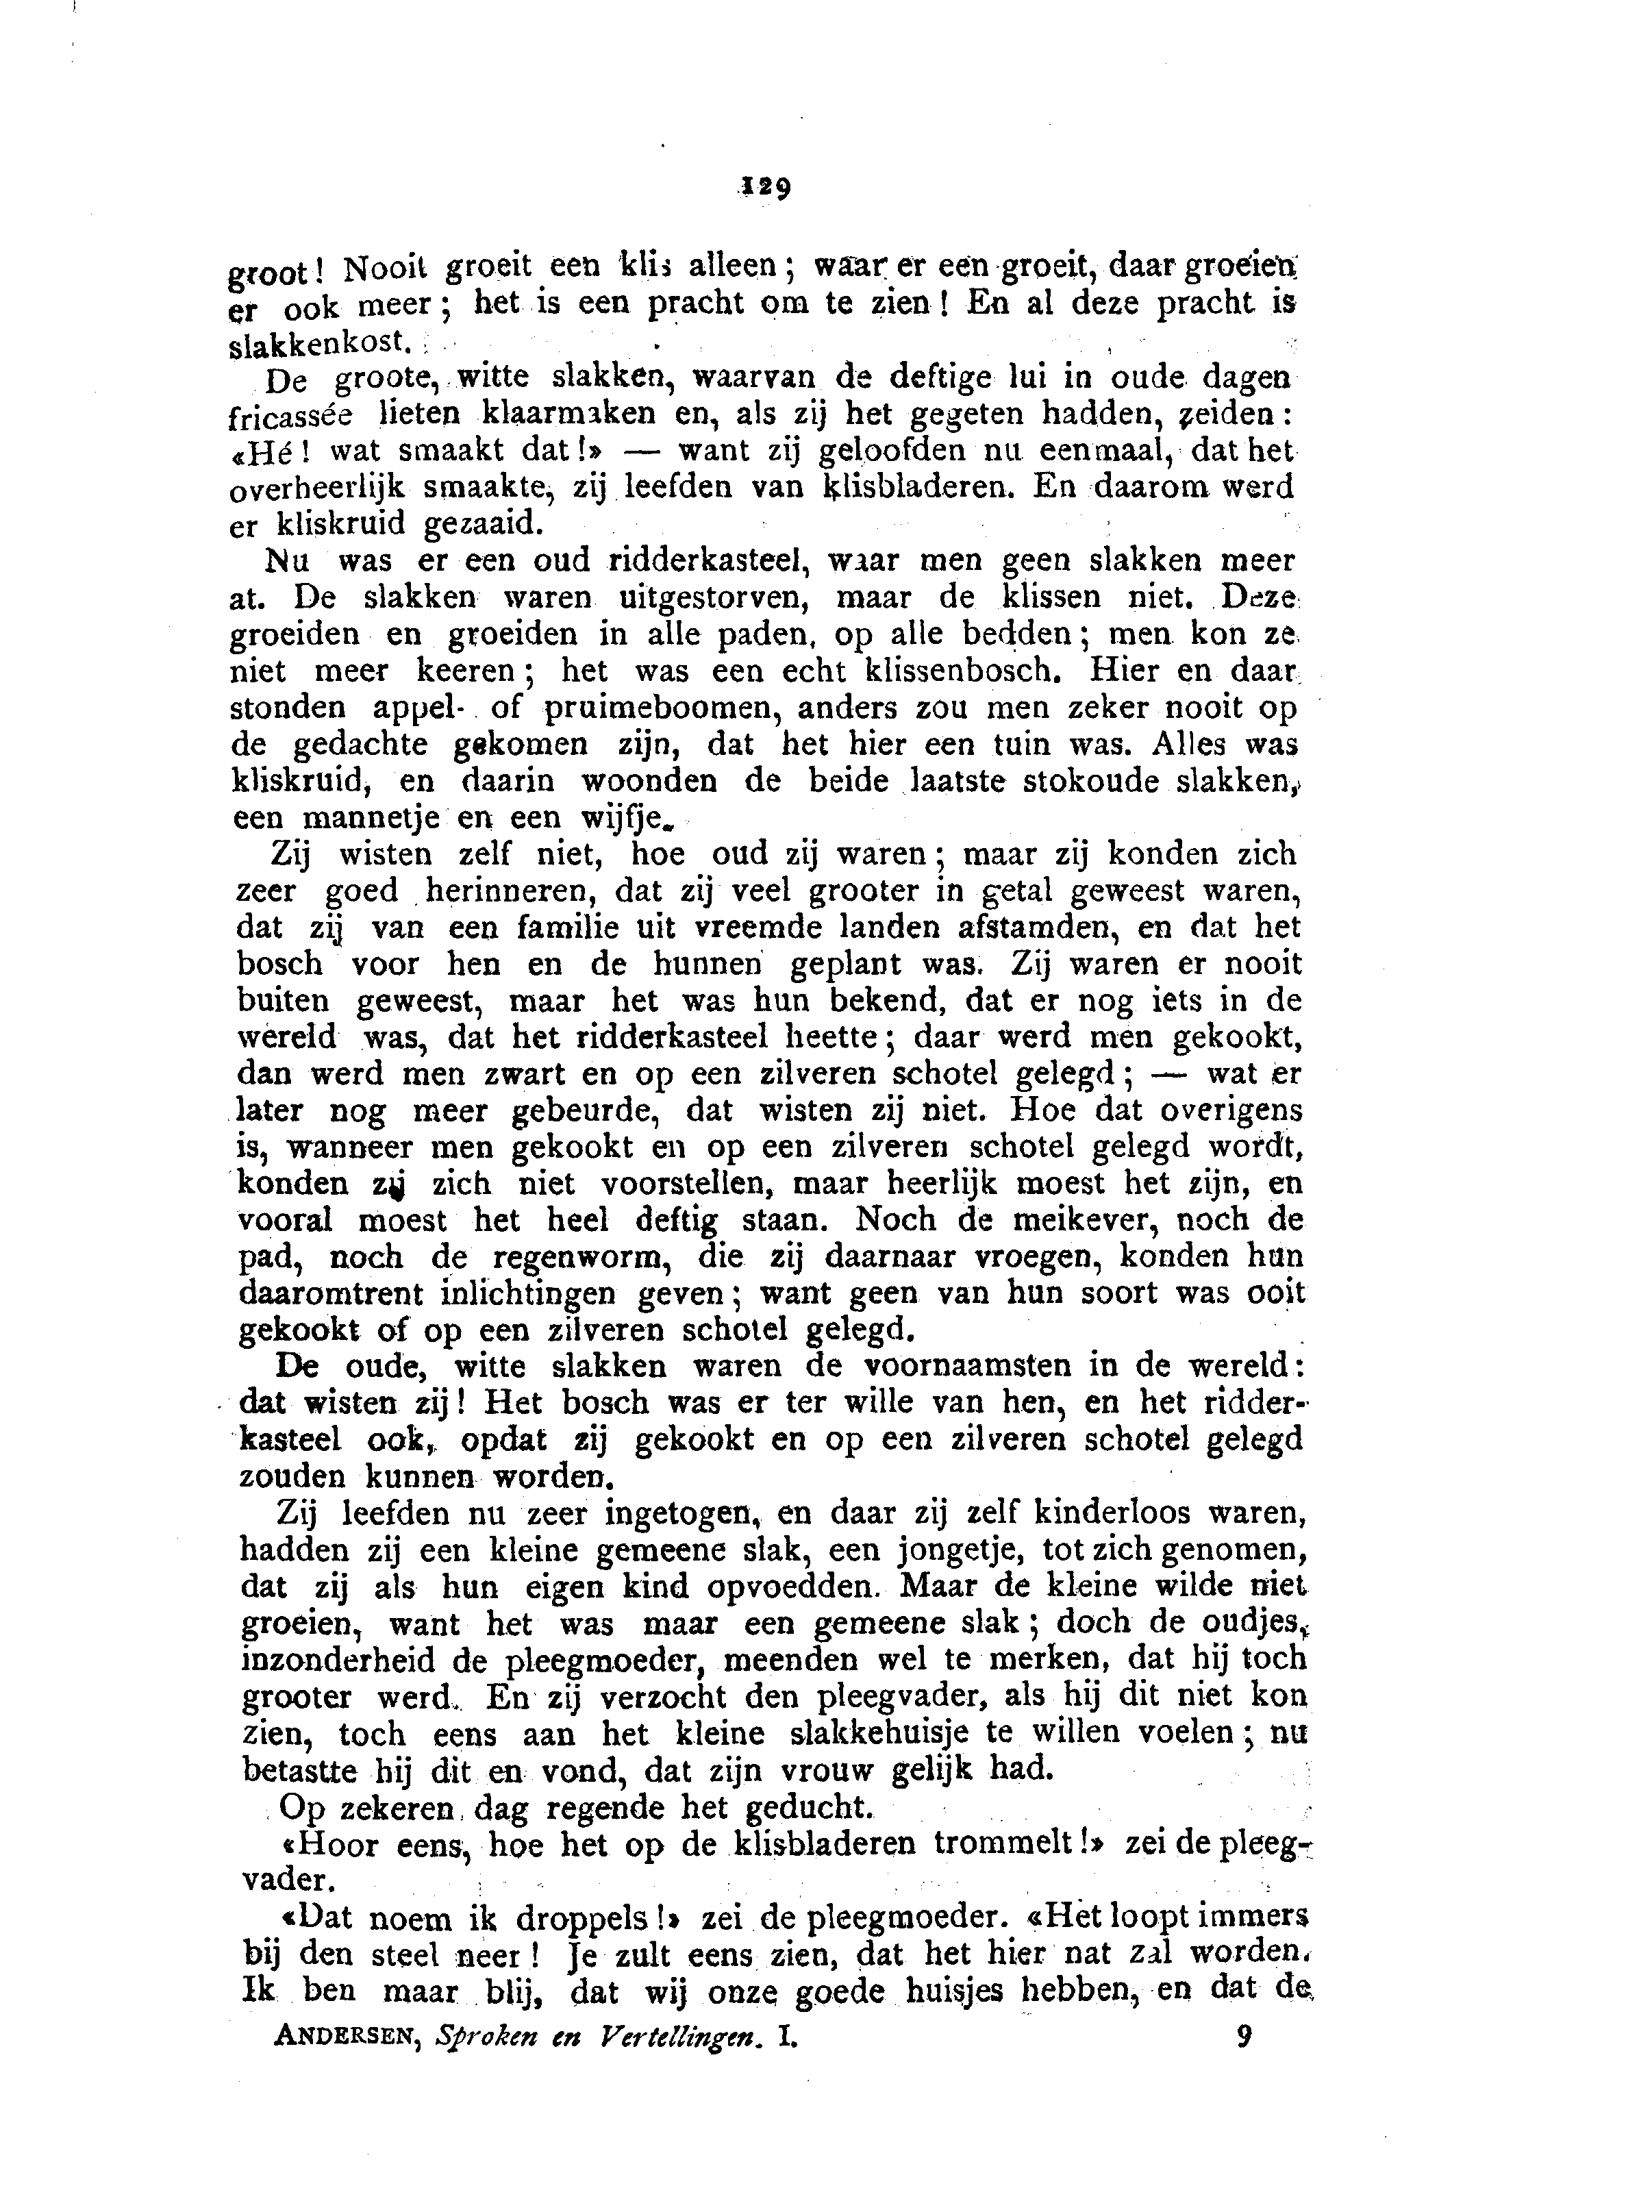 129
groot! Nooit groeit een klis alleen; waar er een groeit, daar groeien
er ook meer; het is een pracht om te zien! En al deze pracht is
slakkenkost.
De groote, witte slakken, waarvan de deftige lui in oude dagen
fricassée lieten klaarmaken en, als zij het gegeten hadden, zeiden:
«Hé! wat smaakt dat!» — want zij geloofden nu eenmaal, dat het
overheerlijk smaakte, zij leefden van klisbladeren. En daarom werd
er kliskruid gezaaid.
Nu was er een oud ridderkasteel, waar men geen slakken meer
at. De slakken waren uitgestorven, maar de klissen niet. Deze
groeiden en groeiden in alle paden, op alle bedden; men kon ze
niet meer keeren; het was een echt klissenbosch. Hier en daar
stonden appel- of pruimeboomen, anders zou men zeker nooit op
de gedachte gekomen zijn, dat het hier een tuin was. Alles was
kliskruid, en daarin woonden de beide laatste stokoude slakken,
een mannetje en een wijfje.
Zij wisten zelf niet, hoe oud zij waren; maar zij konden zich
zeer goed herinneren, dat zij veel grooter in getal geweest waren,
dat zij van een familie uit vreemde landen afstamden, en dat het
bosch voor hen en de hunnen geplant was. Zij waren er nooit
buiten geweest, maar het was hun bekend, dat er nog iets in de
wereld was, dat het ridderkasteel heette; daar werd men gekookt,
dan werd men zwart en op een zilveren schotel gelegd; — wat er
later nog meer gebeurde, dat wisten zij niet. Hoe dat overigens
is, wanneer men gekookt en op een zilveren schotel gelegd wordt,
konden zij zich niet voorstellen, maar heerlijk moest het zijn, en
vooral moest het heel deftig staan. Noch de meikever, noch de
pad, noch de regenworm, die zij daarnaar vroegen, konden hun
daaromtrent inlichtingen geven; want geen van hun soort was ooit
gekookt of op een zilveren schotel gelegd.
De oude, witte slakken waren de voornaamsten in de wereld:
dat wisten zij! Het bosch was er ter wille van hen, en het ridder-
kasteel ook, opdat zij gekookt en op een zilveren schotel gelegd
zouden kunnen worden.
Zij leefden nu zeer ingetogen, en daar zij zelf kinderloos waren,
hadden zij een kleine gemeene slak, een jongetje, tot zich genomen,
dat zij als hun eigen kind opvoedden. Maar de kleine wilde niet
groeien, want het was maar een gemeene slak; doch de oudjes,
inzonderheid de pleegmoeder, meenden wel te merken, dat hij toch
grooter werd. En zij verzocht den pleegvader, als hij dit niet kon
zien, toch eens aan het kleine slakkehuisje te willen voelen; nu
betastte hij dit en vond, dat zijn vrouw gelijk had.
Op zekeren dag regende het geducht.
«Hoor eens, hoe het op de klisbladeren trommelt!» zei de pleeg-
vader.
«Dat noem ik droppels!» zei de pleegmoeder. «Het loopt immers
bij den steel neer! Je zult eens zien, dat het hier nat zal worden.
Ik ben maar blij, dat wij onze goede huisjes hebben, en dat de
ANDERSEN, Sproken en Vertellingen. I. 9